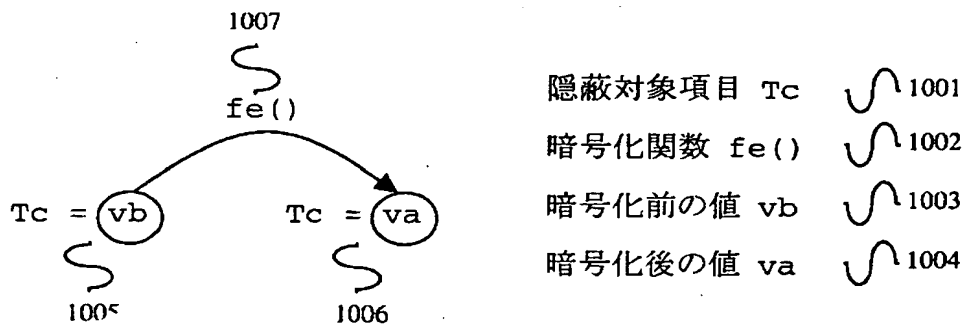 1007
fe()
Tc = vb
Tc = va
1005
1006
隠蔽対象項目 Tc 1001
暗号化関数 fe() 1002
暗号化前の値 vb 1003
暗号化後の値 va 1004